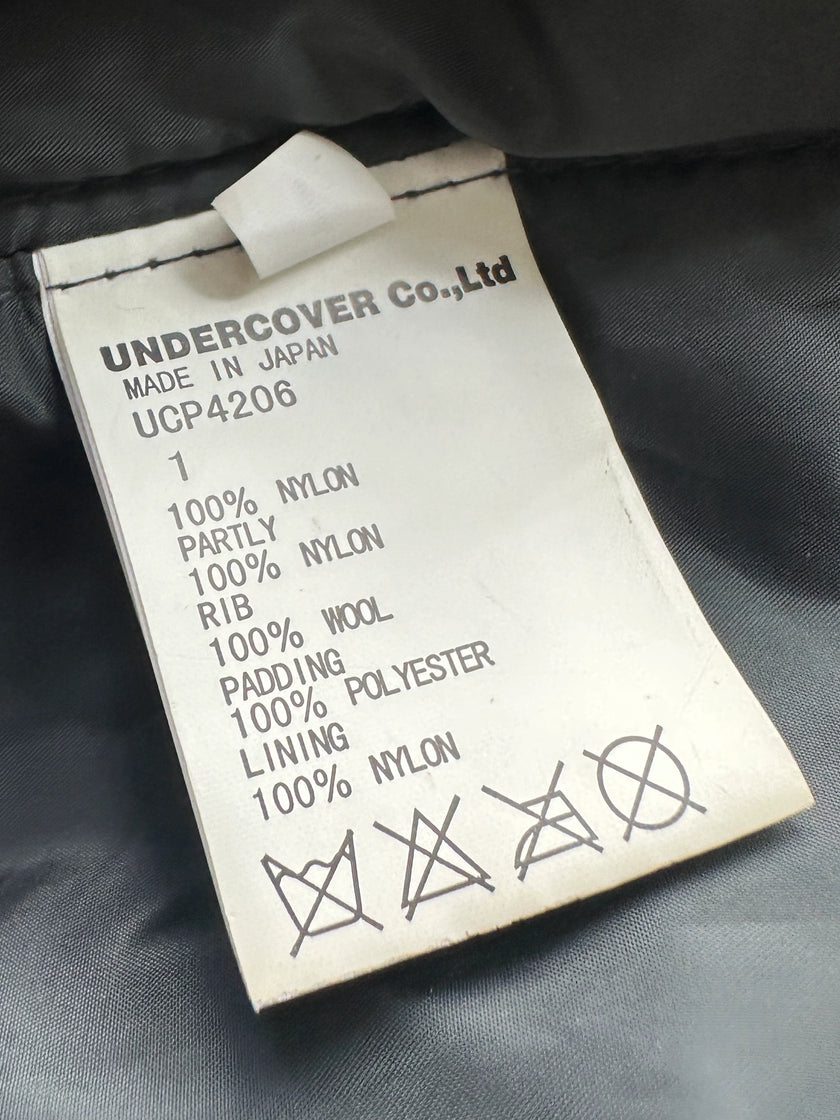 UNDERCOVER Co.,Ltd
MADE IN JAPAN
UCP4206
1
100% NYLON
PARTLY
100% NYLON
RIB
100% WOOL
PADDING
100% POLYESTER
LINING
100% NYLON